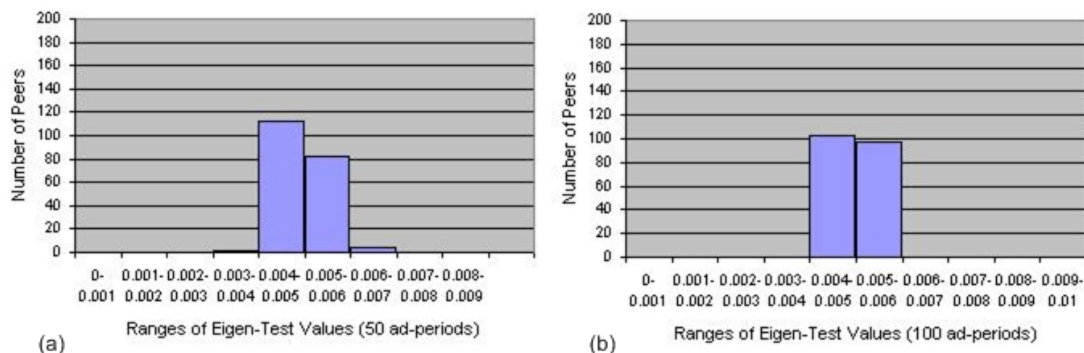 200
180
160
140
120
100
80
60
40
20
0
Number of Peers
0- 0.001- 0.002- 0.003- 0.004- 0.005- 0.006- 0.007- 0.008-
0.001 0.002 0.003 0.004 0.005 0.006 0.007 0.008 0.009
Ranges of Eigen-Test Values (50 ad-periods)
(a)
200
180
160
140
120
100
80
60
40
20
0
Number of Peers
0- 0.001- 0.002- 0.003- 0.004- 0.005- 0.006- 0.007- 0.008- 0.009-
0.001 0.002 0.003 0.004 0.005 0.006 0.007 0.008 0.009 0.01
Ranges of Eigen-Test Values (100 ad-periods)
(b)